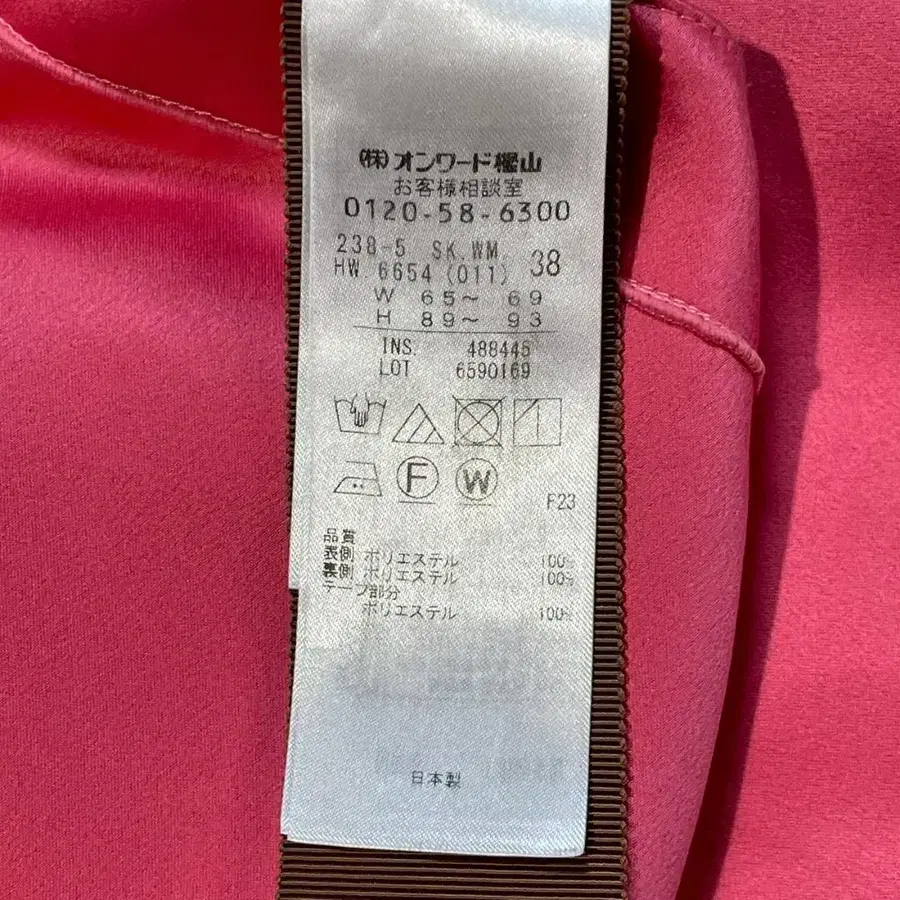 (株)オンワード樫山
お客様相談室
0120-58-6300
238-5 SK.WM 38
HW 6654 (011)
W 65～ 69
H 89～ 93
INS. 488445
LOT 6590169
F W
F23
品質
表側 ポリエステル 100%
裏側 ポリエステル 100%
テープ部分
ポリエステル 100%
日本製